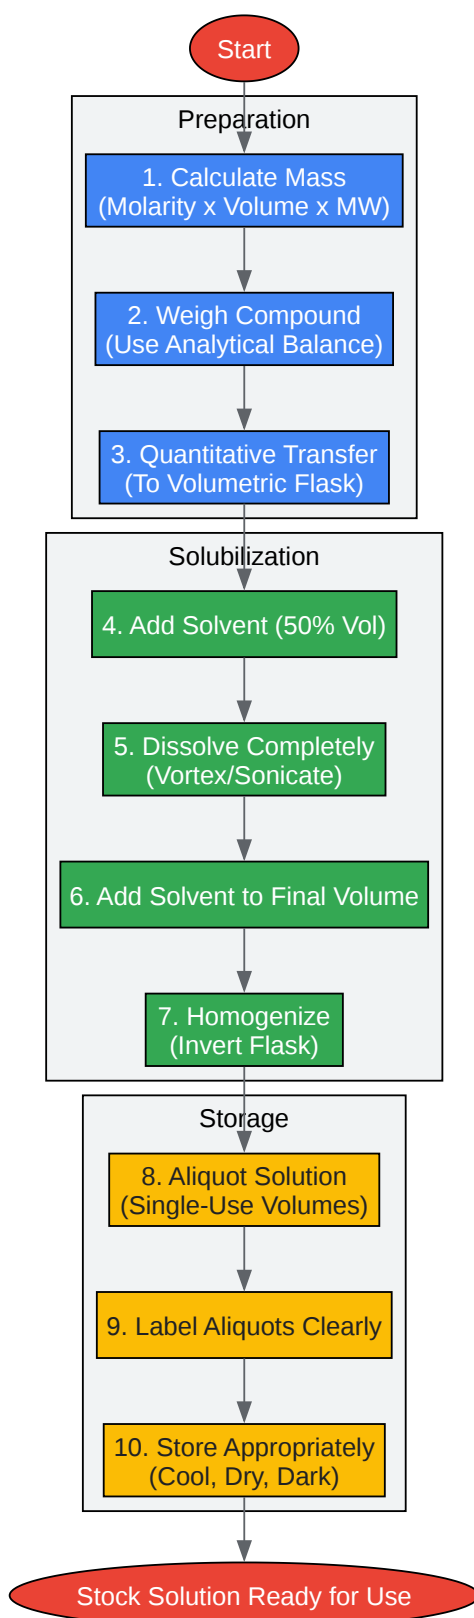 Start
Preparation
1. Calculate Mass
(Molarity x Volume x MW)
2. Weigh Compound
(Use Analytical Balance)
3. Quantitative Transfer
(To Volumetric Flask)
Solubilization
4. Add Solvent (50% Vol)
5. Dissolve Completely
(Vortex/Sonicate)
6. Add Solvent to Final Volume
7. Homogenize
(Invert Flask)
Storage
8. Aliquot Solution
(Single-Use Volumes)
9. Label Aliquots Clearly
10. Store Appropriately
(Cool, Dry, Dark)
Stock Solution Ready for Use